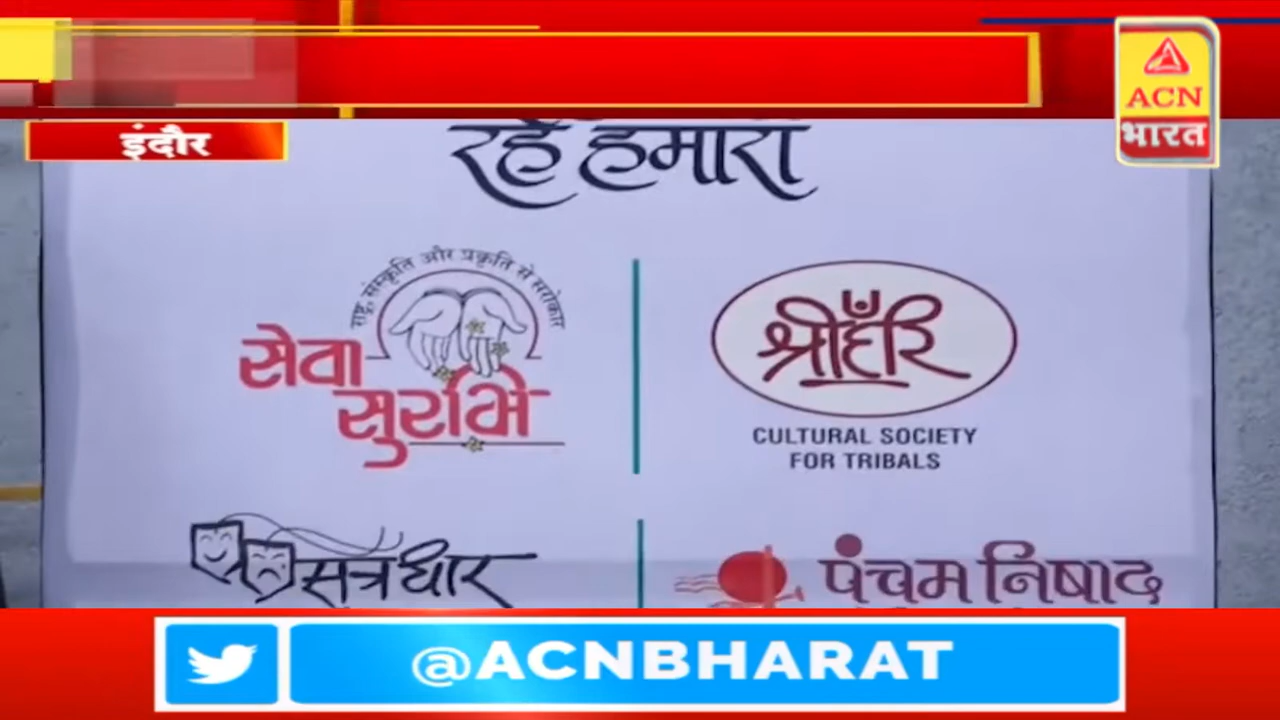 ACN
भारत
इंदौर
रहे हमारा
राष्ट्र, संस्कृति और प्रकृति से सरोकार
सेवा
सुरभि
श्रीहरि
CULTURAL SOCIETY
FOR TRIBALS
सूत्रधार
पंचम निषाद
@ACNBHARAT